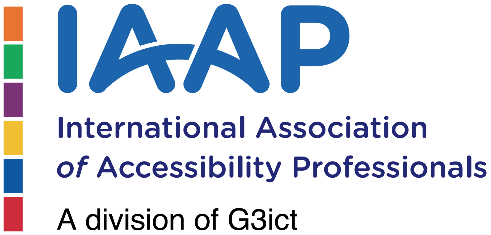 IAAP
International Association
of Accessibility Professionals
A division of G3ict